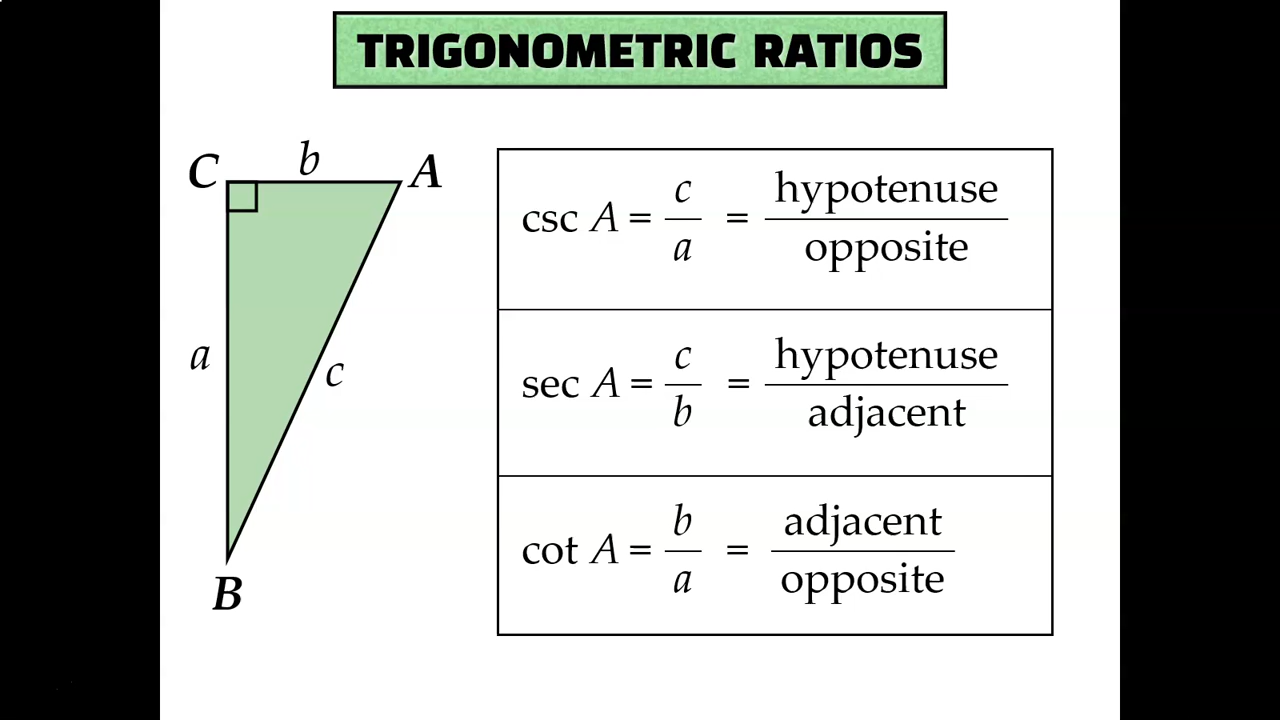 TRIGONOMETRIC RATIOS
C b A
a
c
B
csc A = c/a = hypotenuse/opposite
sec A = c/b = hypotenuse/adjacent
cot A = b/a = adjacent/opposite